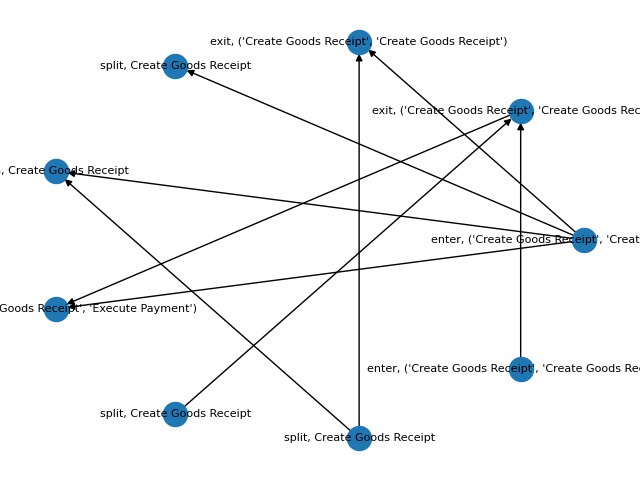 exit, ('Create Goods Receipt', 'Create Goods Receipt')
split, Create Goods Receipt
exit, ('Create Goods Receipt', 'Create Goods Rec
, Create Goods Receipt
enter, ('Create Goods Receipt', 'Creat
Goods Receipt', 'Execute Payment')
enter, ('Create Goods Receipt', 'Create Goods Re
split, Create Goods Receipt
split, Create Goods Receipt